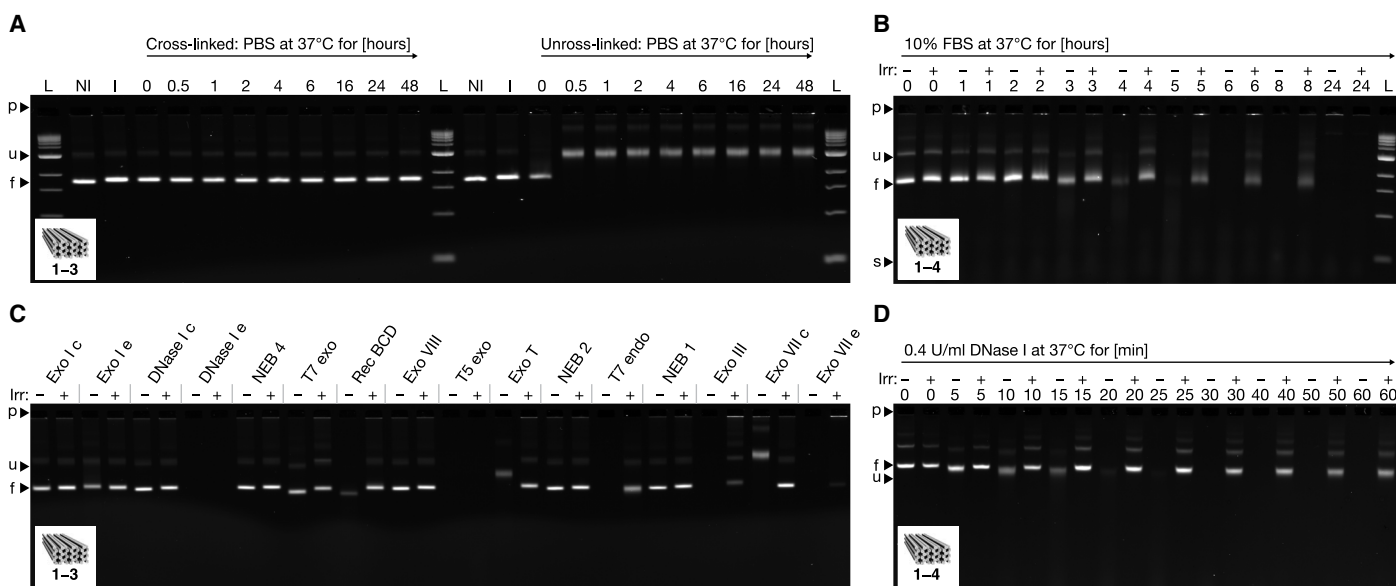 A
Cross-linked: PBS at 37°C for [hours]
Unross-linked: PBS at 37°C for [hours]
L NI I 0 0.5 1 2 4 6 16 24 48 L NI I 0 0.5 1 2 4 6 16 24 48 L
p
u
f
1–3
B
10% FBS at 37°C for [hours]
Irr: – + – + – + – + – + – + – + – + – +
0 0 1 1 2 2 3 3 4 4 5 5 6 6 8 8 24 24 L
p
u
f
s
1–4
C
Exo I c Exo I e DNase I c DNase I e NEB 4 T7 exo Rec BCD Exo VIII T5 exo Exo T NEB 2 T7 endo NEB 1 Exo III Exo VII c Exo VII e
Irr: – + – + – + – + – + – + – + – + – + – + – + – + – + – + – + – +
p
u
f
1–3
D
0.4 U/ml DNase I at 37°C for [min]
Irr: – + – + – + – + – + – + – + – + – + – +
0 0 5 5 10 10 15 15 20 20 25 25 30 30 40 40 50 50 60 60
p
f
u
1–4